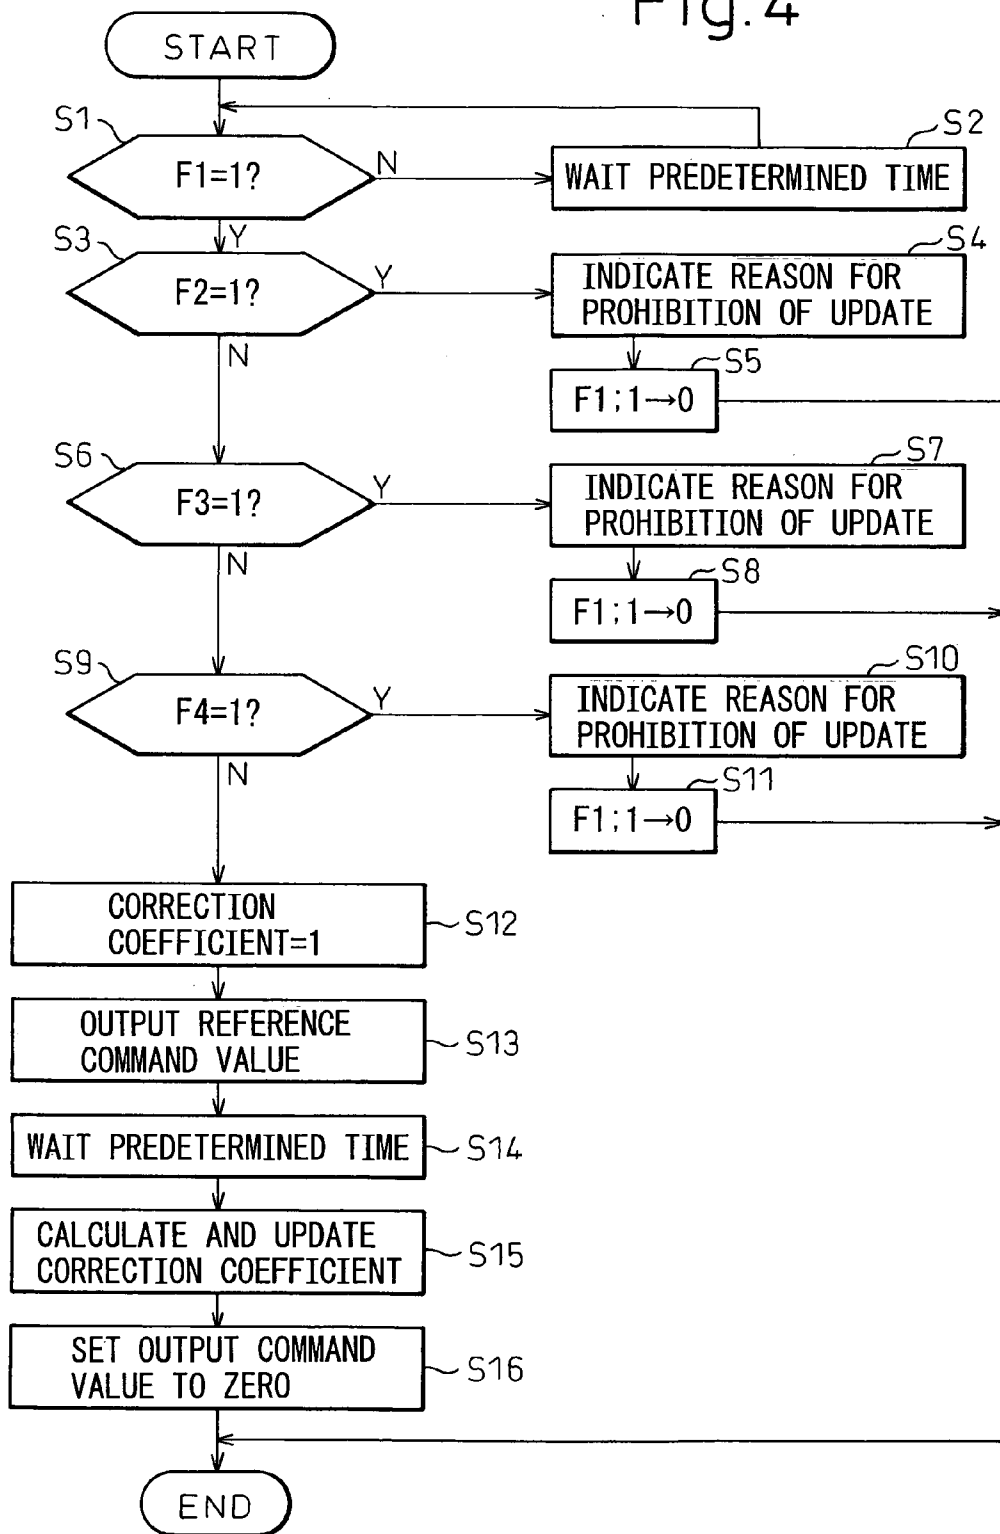 Fig.4
START
S1
F1=1?
N
S2
WAIT PREDETERMINED TIME
Y
S3
F2=1?
Y
S4
INDICATE REASON FOR
PROHIBITION OF UPDATE
N
S5
F1;1→0
S6
F3=1?
Y
S7
INDICATE REASON FOR
PROHIBITION OF UPDATE
N
S8
F1;1→0
S9
F4=1?
Y
S10
INDICATE REASON FOR
PROHIBITION OF UPDATE
N
S11
F1;1→0
CORRECTION
COEFFICIENT=1
S12
OUTPUT REFERENCE
COMMAND VALUE
S13
WAIT PREDETERMINED TIME
S14
CALCULATE AND UPDATE
CORRECTION COEFFICIENT
S15
SET OUTPUT COMMAND
VALUE TO ZERO
S16
END